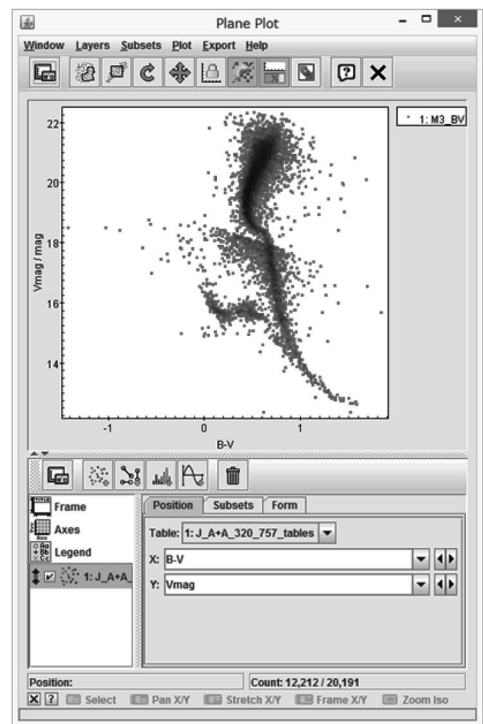 Plane Plot
Window Layers Subsets Plot Export Help
1: M3_BV
22
20
18
16
14
Vmag / mag
-1 0 1
B-V
Frame
Axes
Legend
1: J_A+A_
Position Subsets Form
Table: 1: J_A+A_320_757_tables
X: B-V
Y: Vmag
Position:
Count: 12,212 / 20,191
Select Pan X/Y Stretch X/Y Frame X/Y Zoom Iso